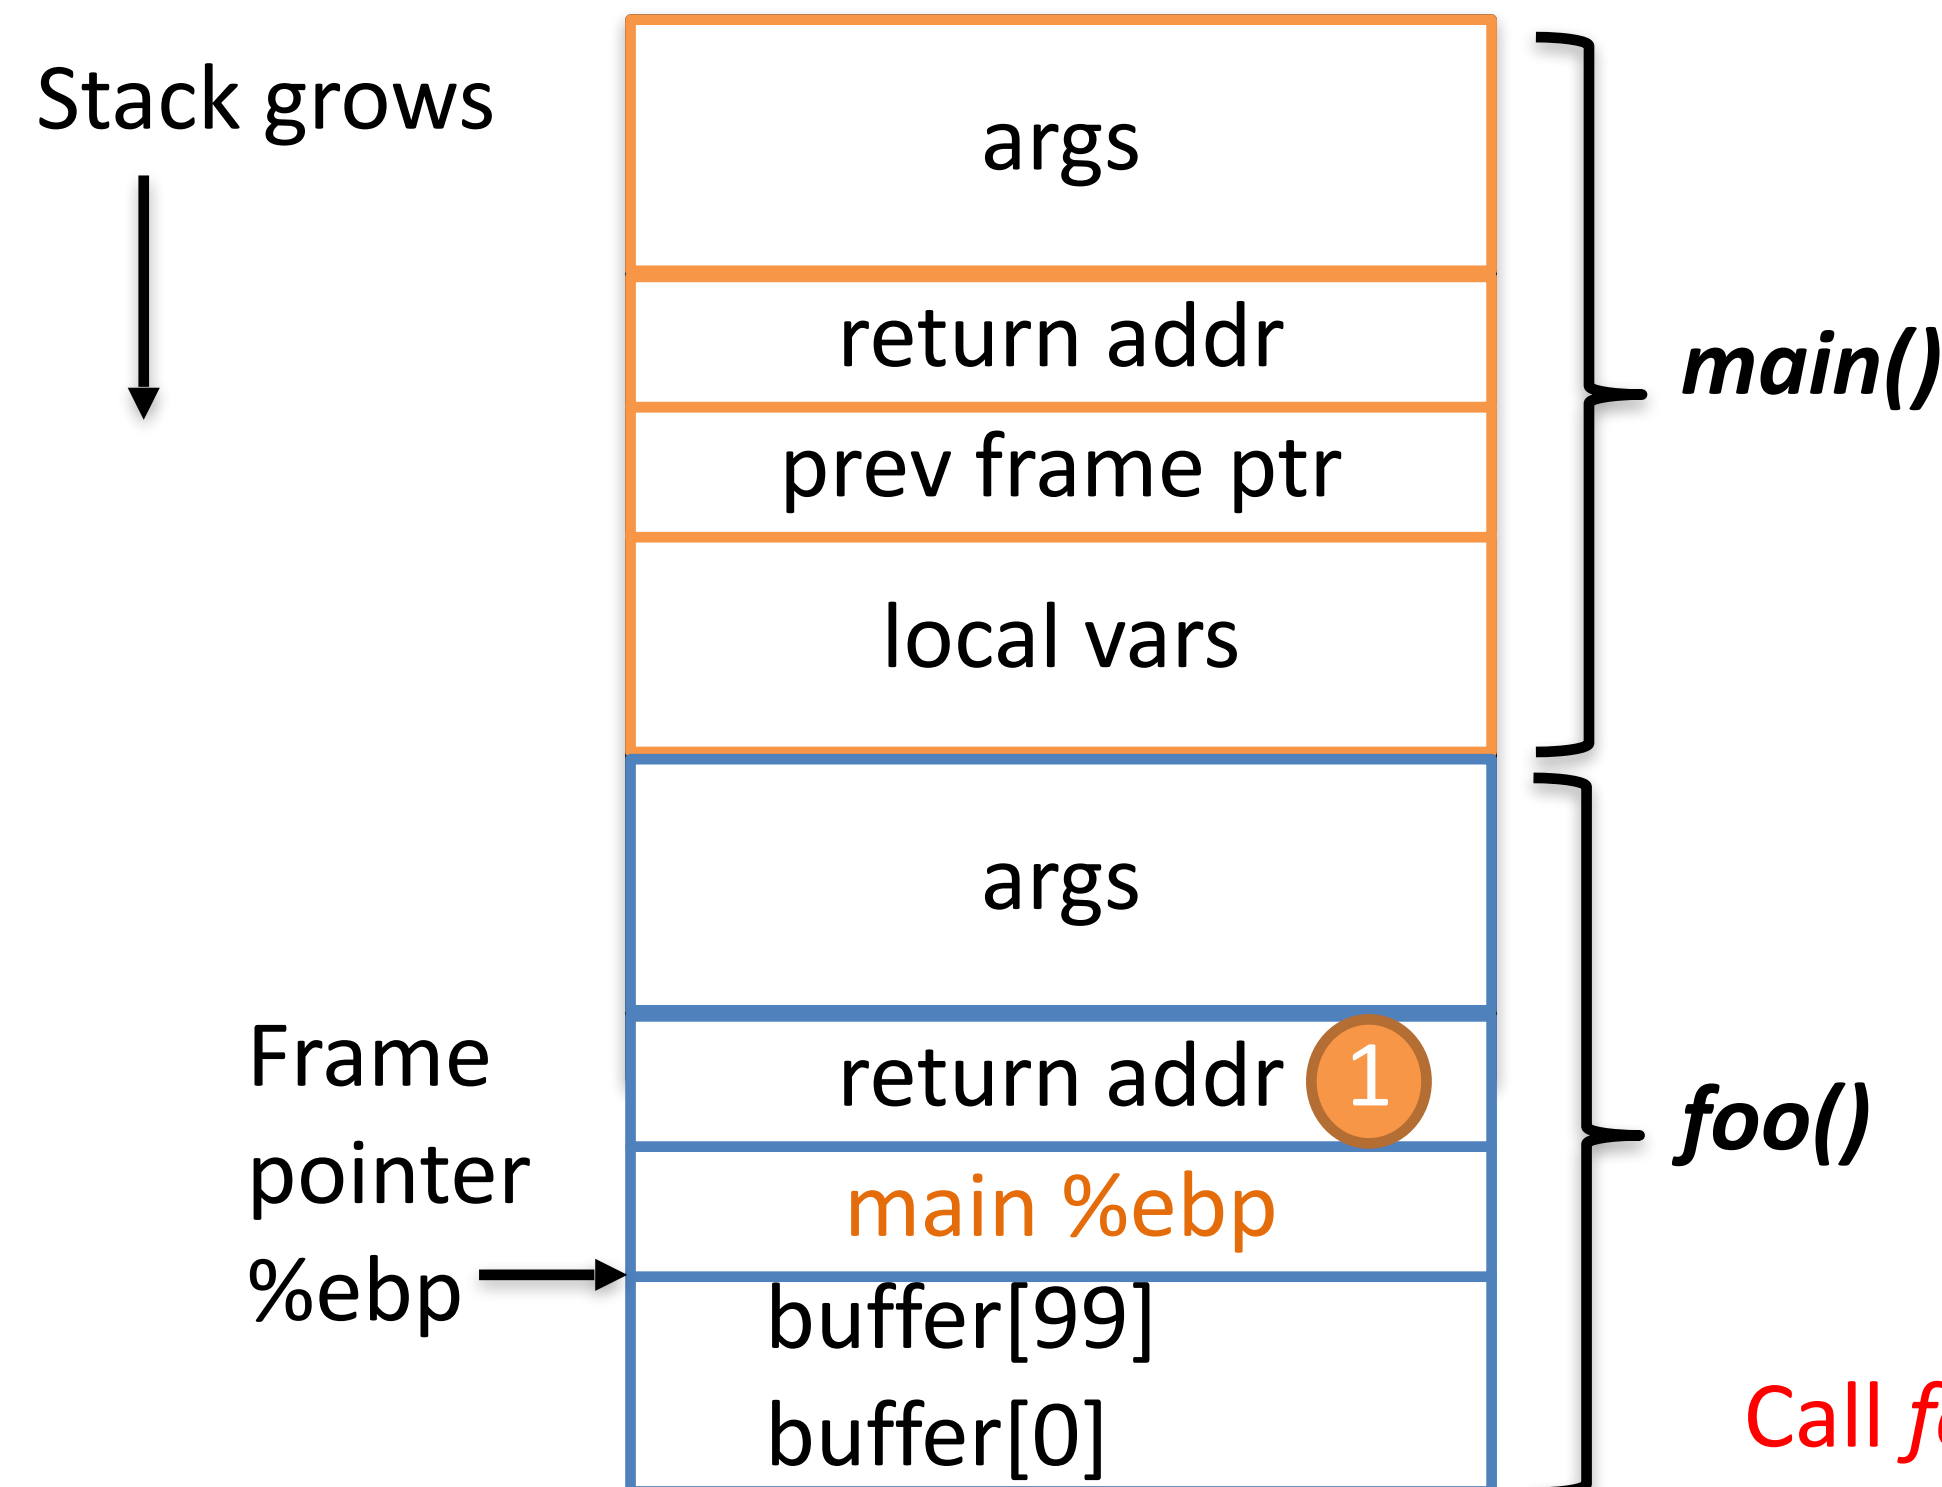 Stack grows
args
return addr
prev frame ptr
local vars
main()
args
return addr 1
main %ebp
foo()
Frame
pointer
%ebp
buffer[99]
buffer[0]
Call